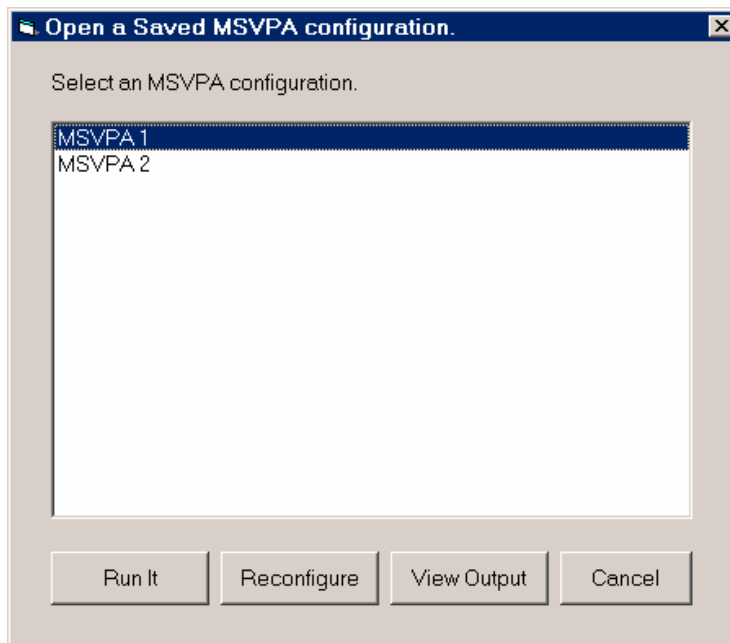 Open a Saved MSVPA configuration.
Select an MSVPA configuration.
MSVPA 1
MSVPA 2
Run It
Reconfigure
View Output
Cancel